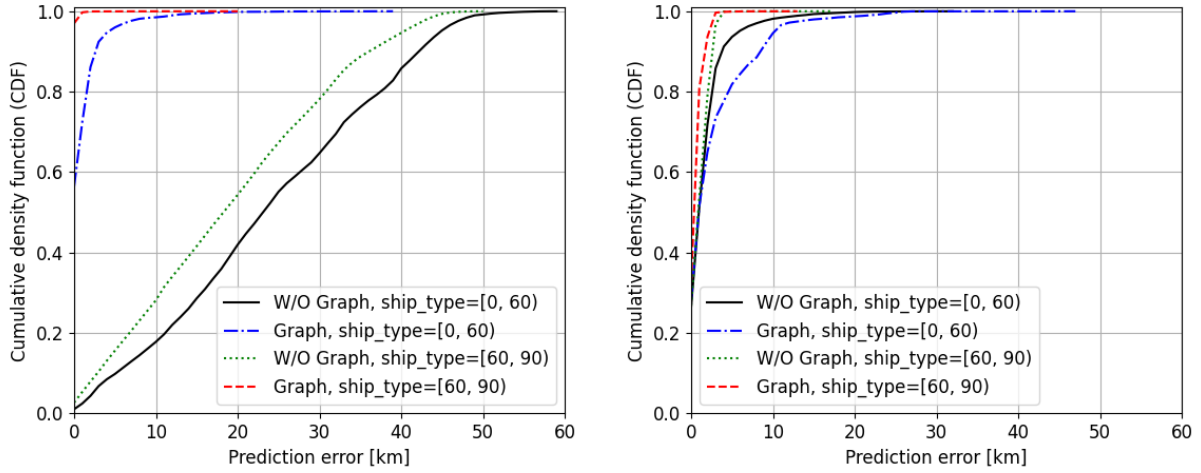 Cumulative density function (CDF)
1.0
0.8
0.6
0.4
0.2
0.0
W/O Graph, ship_type=[0, 60)
Graph, ship_type=[0, 60)
W/O Graph, ship_type=[60, 90)
Graph, ship_type=[60, 90)
0 10 20 30 40 50 60
Prediction error [km]
Cumulative density function (CDF)
1.0
0.8
0.6
0.4
0.2
0.0
W/O Graph, ship_type=[0, 60)
Graph, ship_type=[0, 60)
W/O Graph, ship_type=[60, 90)
Graph, ship_type=[60, 90)
0 10 20 30 40 50 60
Prediction error [km]